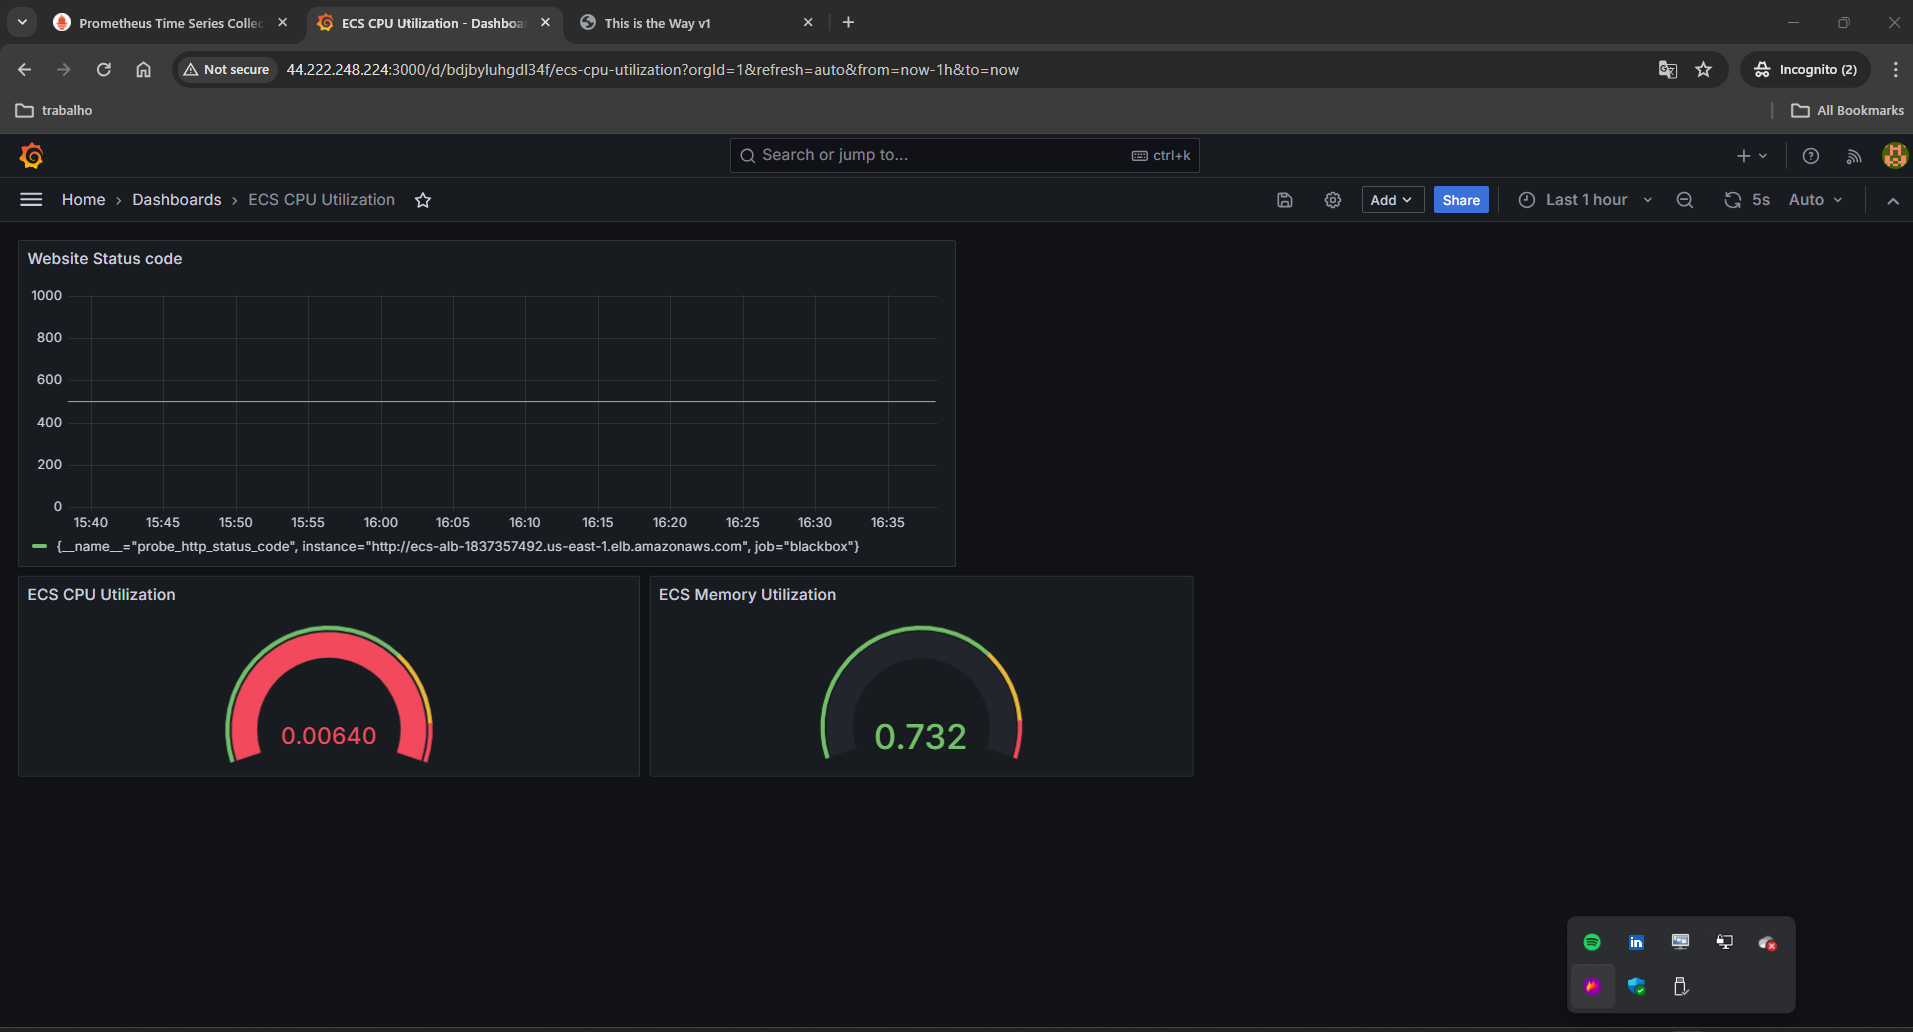 Prometheus Time Series Collec
ECS CPU Utilization - Dashboa
This is the Way v1
Not secure
44.222.248.224:3000/d/bdjbyluhgdl34f/ecs-cpu-utilization?orgId=1&refresh=auto&from=now-1h&to=now
Incognito (2)
trabalho
All Bookmarks
Search or jump to...
ctrl+k
Home › Dashboards › ECS CPU Utilization
Add
Share
Last 1 hour
5s
Auto
Website Status code
1000
800
600
400
200
0
15:40 15:45 15:50 15:55 16:00 16:05 16:10 16:15 16:20 16:25 16:30 16:35
{__name__="probe_http_status_code", instance="http://ecs-alb-1837357492.us-east-1.elb.amazonaws.com", job="blackbox"}
ECS CPU Utilization
0.00640
ECS Memory Utilization
0.732
in